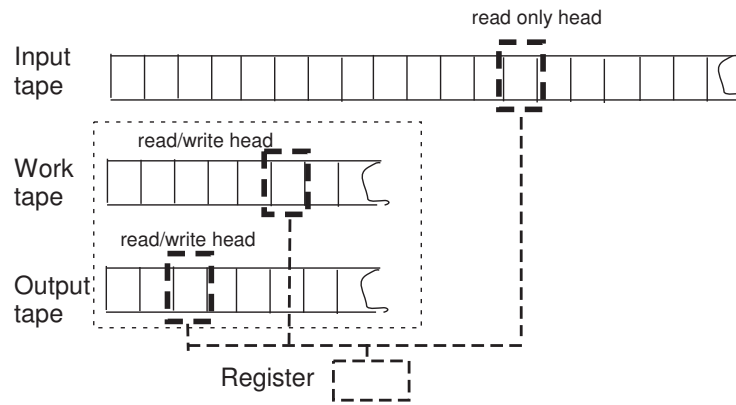 read only head
Input
tape
read/write head
Work
tape
read/write head
Output
tape
Register